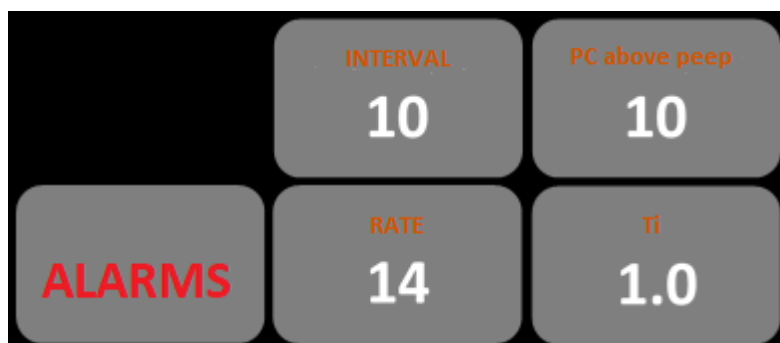 INTERVAL
10
PC above peep
10
ALARMS
RATE
14
Ti
1.0